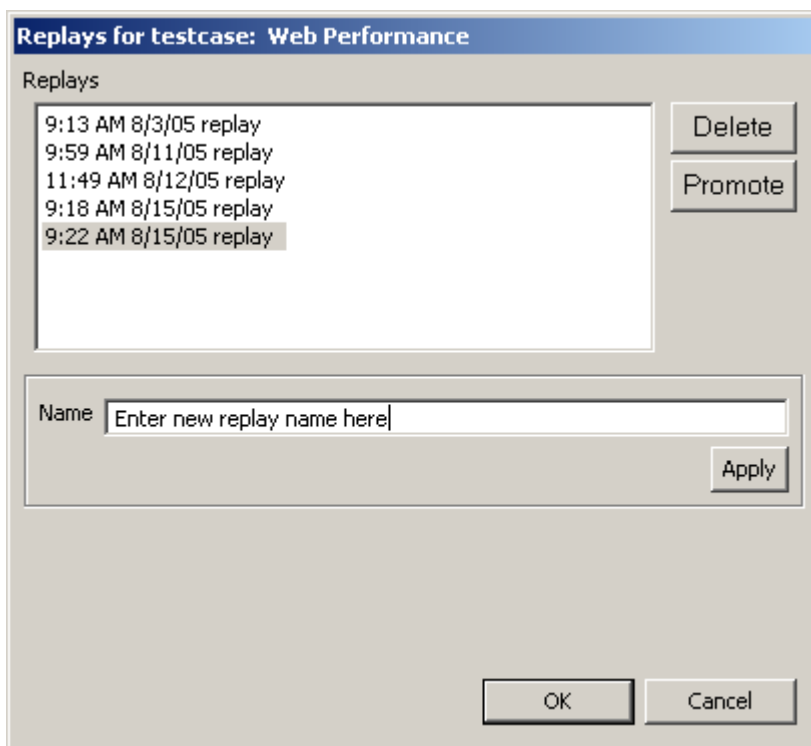 Replays for testcase: Web Performance
Replays
9:13 AM 8/3/05 replay
Delete
9:59 AM 8/11/05 replay
11:49 AM 8/12/05 replay
Promote
9:18 AM 8/15/05 replay
9:22 AM 8/15/05 replay
Name Enter new replay name here
Apply
OK Cancel